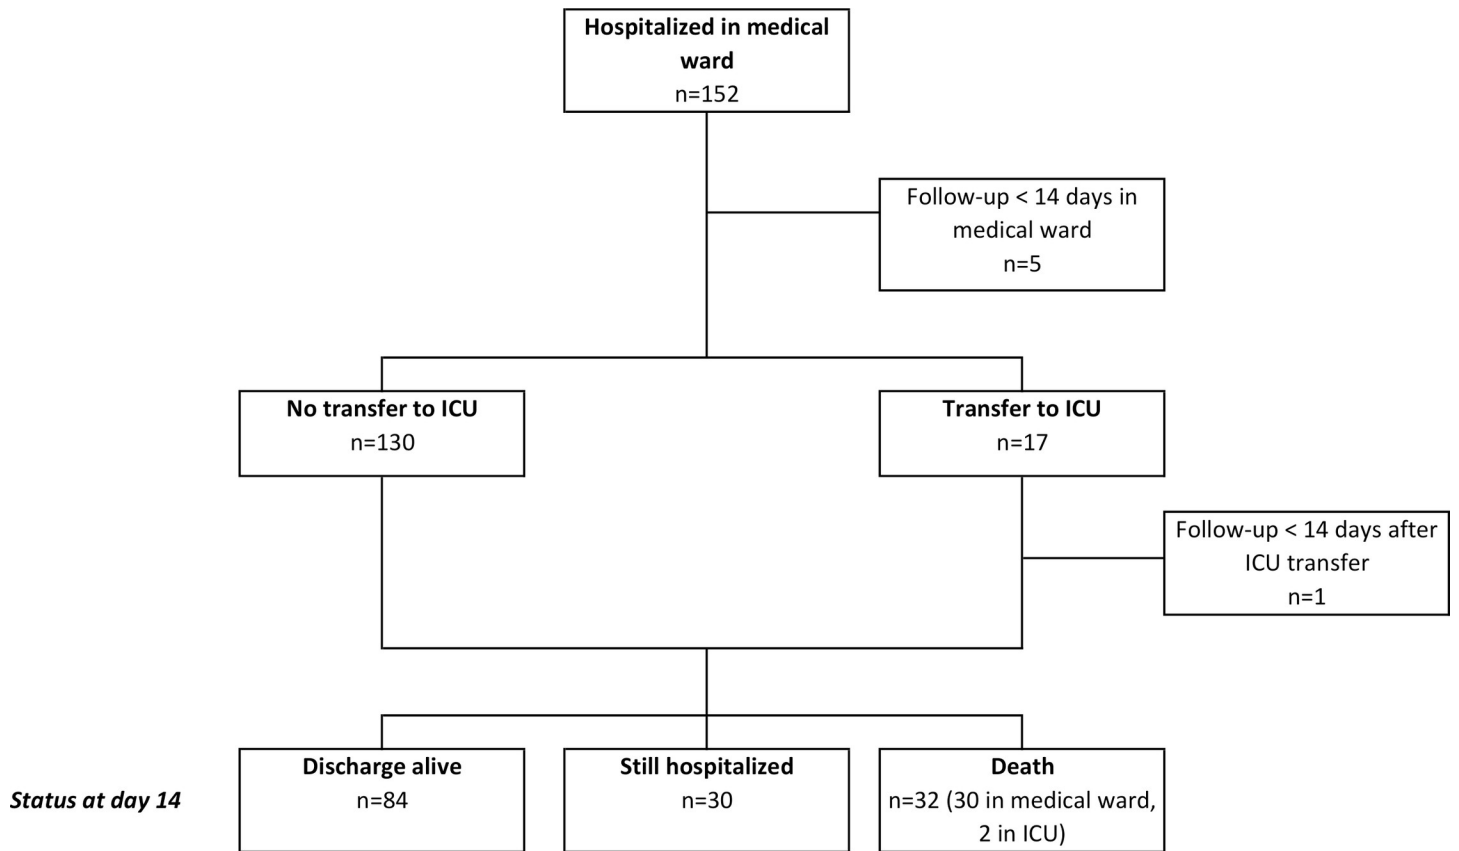 Hospitalized in medical
ward
n=152
Follow-up < 14 days in
medical ward
n=5
No transfer to ICU
n=130
Transfer to ICU
n=17
Follow-up < 14 days after
ICU transfer
n=1
Status at day 14
Discharge alive
n=84
Still hospitalized
n=30
Death
n=32 (30 in medical ward,
2 in ICU)